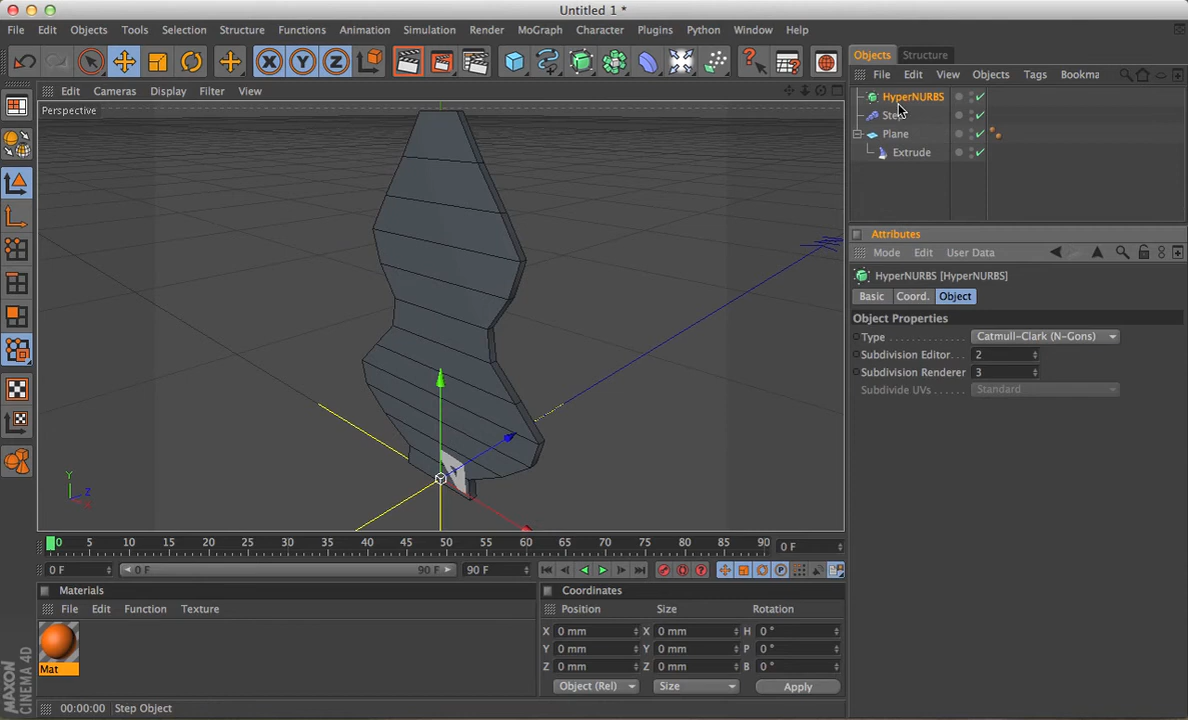 Untitled 1 *
File Edit Objects Tools Selection Structure Functions Animation Simulation Render MoGraph Character Plugins Python Window Help
X Y Z
Edit Cameras Display Filter View
Perspective
Y
Z
X
Objects Structure
File Edit View Objects Tags Bookma
HyperNURBS
Step
Plane
Extrude
Attributes
Mode Edit User Data
HyperNURBS [HyperNURBS]
Basic Coord. Object
Object Properties
Type Catmull-Clark (N-Gons)
Subdivision Editor 2
Subdivision Renderer 3
Subdivide UVs Standard
0 5 10 15 20 25 30 35 40 45 50 55 60 65 70 75 80 85 90 0 F
0 F 0 F 90 F 90 F
Materials
File Edit Function Texture
Mat
Coordinates
Position Size Rotation
X 0 mm X 0 mm H 0 °
Y 0 mm Y 0 mm P 0 °
Z 0 mm Z 0 mm B 0 °
Object (Rel) Size Apply
MAXON
CINEMA 4D
00:00:00 Step Object